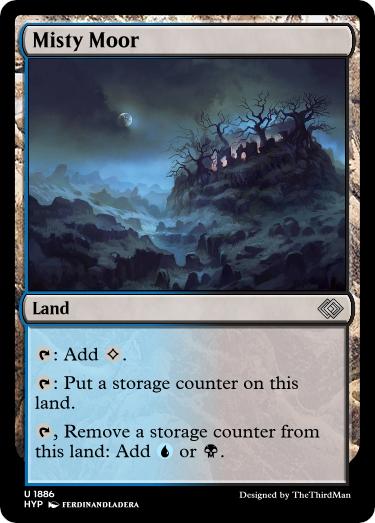 Misty Moor
Land
: Add .
: Put a storage counter on this
land.
, Remove a storage counter from
this land: Add or .
U 1886
HYP FERDINANDLADERA
Designed by TheThirdMan